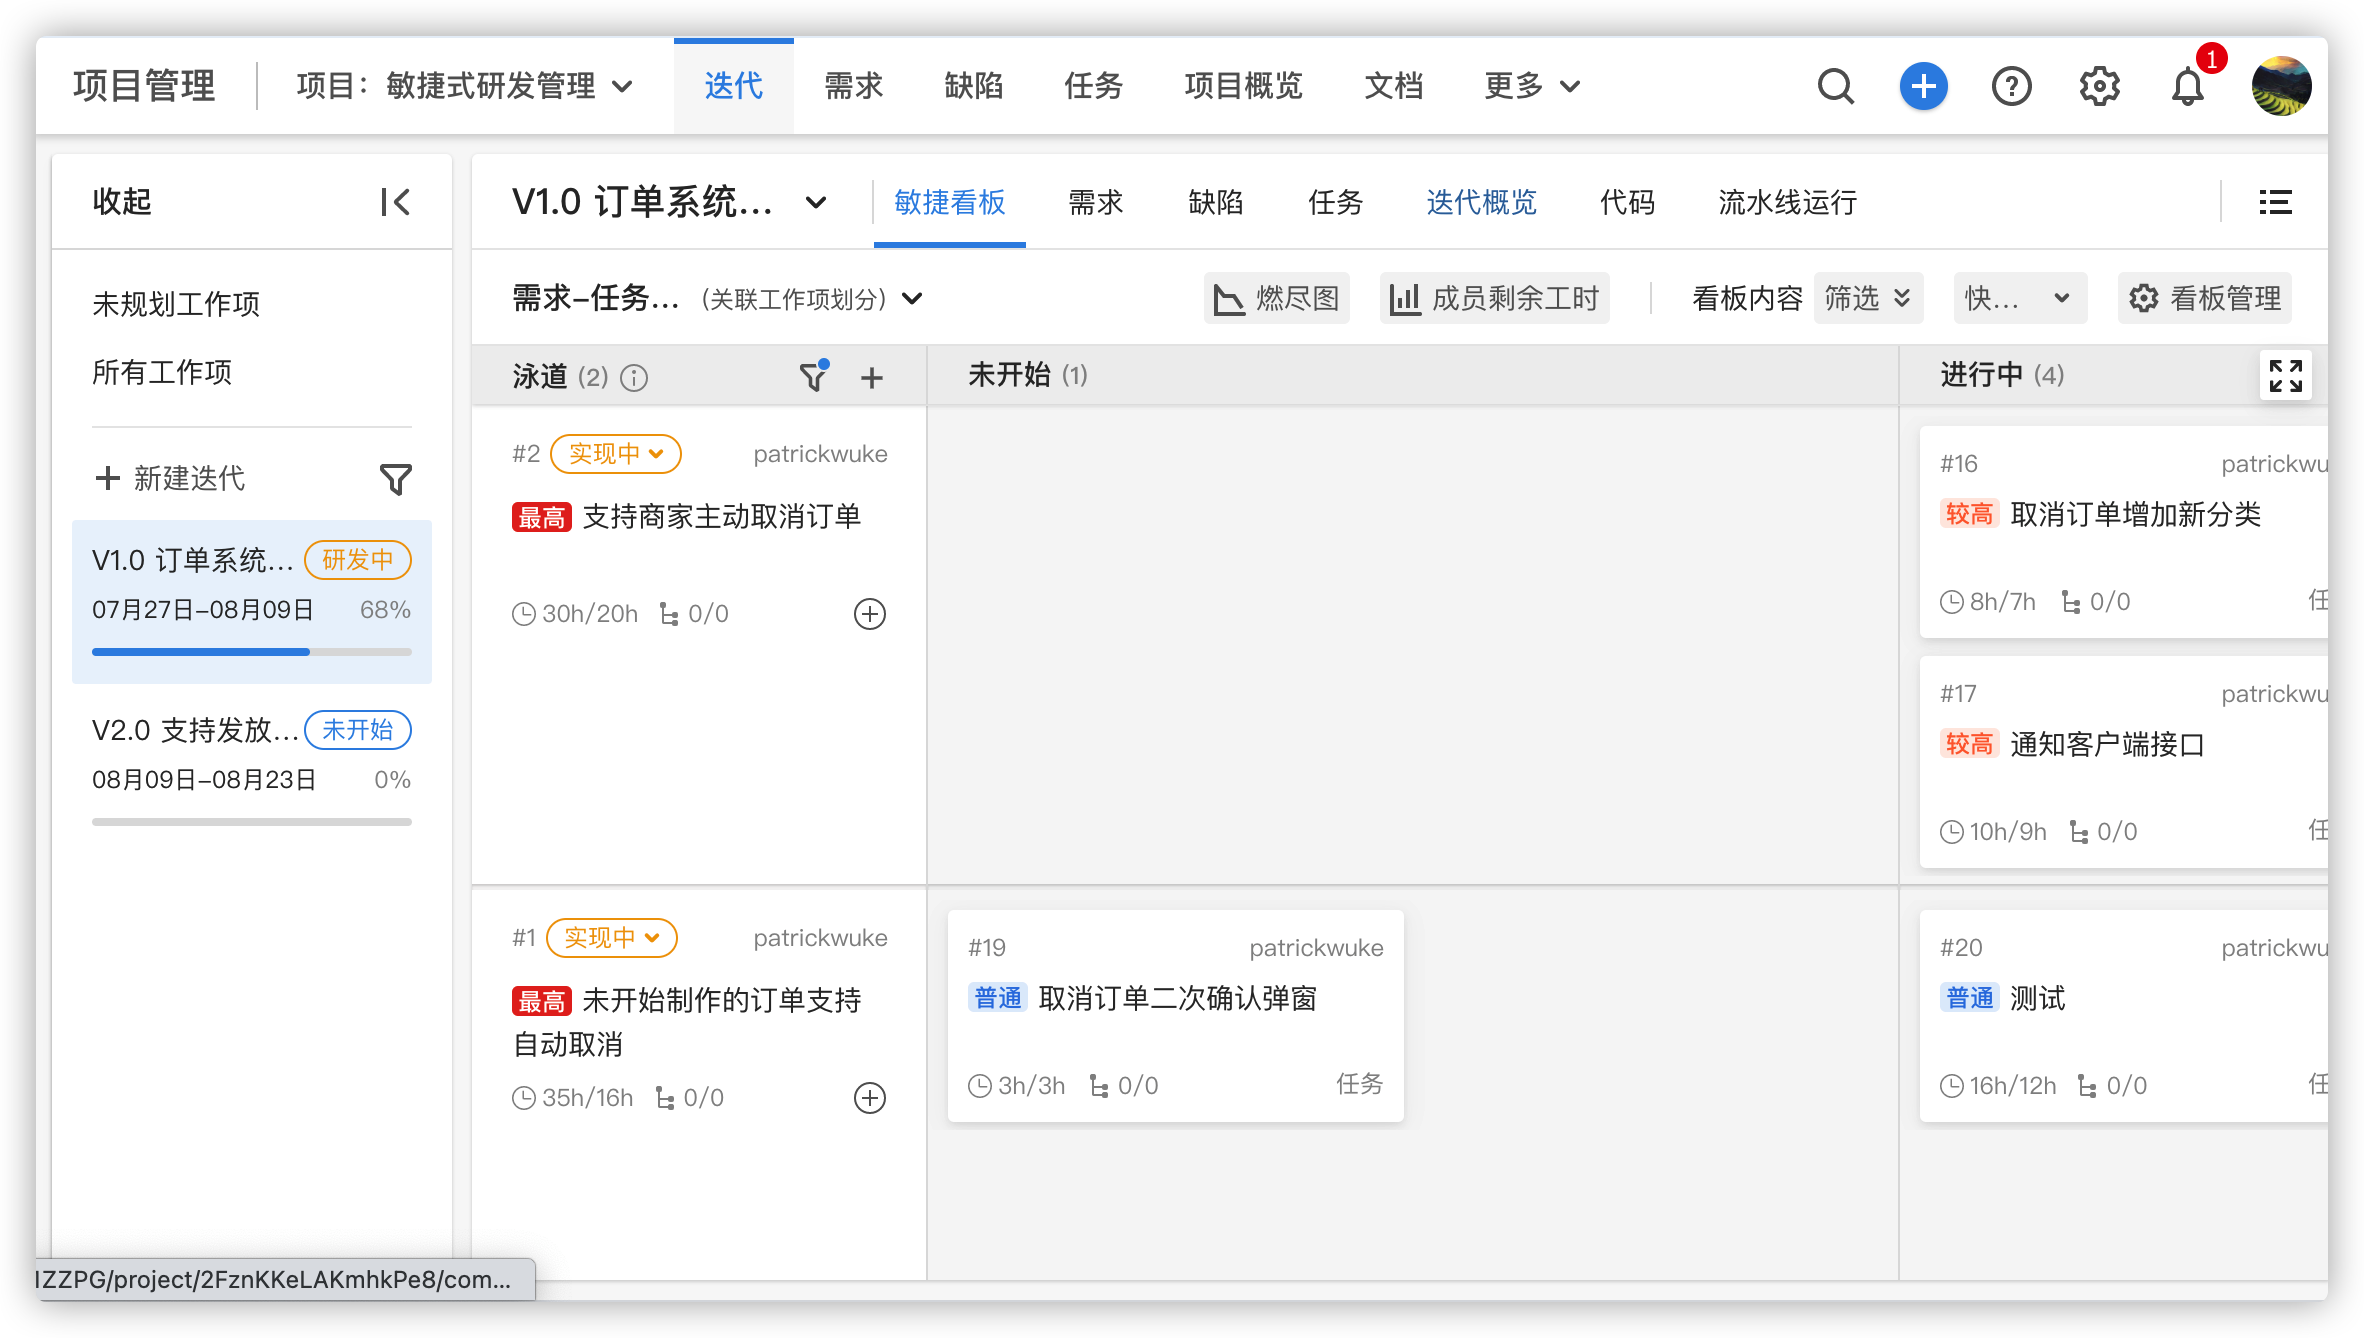 项目管理
项目：敏捷式研发管理
迭代
需求
缺陷
任务
项目概览
文档
更多
1
收起
未规划工作项
所有工作项
新建迭代
V1.0 订单系统... 研发中
07月27日-08月09日 68%
V2.0 支持发放... 未开始
08月09日-08月23日 0%
V1.0 订单系统...
敏捷看板
需求
缺陷
任务
迭代概览
代码
流水线运行
需求-任务... (关联工作项划分)
燃尽图
成员剩余工时
看板内容
筛选
快...
看板管理
泳道 (2)
未开始 (1)
进行中 (4)
#2 实现中 patrickwuke
最高 支持商家主动取消订单
30h/20h 0/0
#16 patrickwu
较高 取消订单增加新分类
8h/7h 0/0 任
#17 patrickwu
较高 通知客户端接口
10h/9h 0/0 任
#1 实现中 patrickwuke
最高 未开始制作的订单支持
自动取消
35h/16h 0/0
#19 patrickwuke
普通 取消订单二次确认弹窗
3h/3h 0/0 任务
#20 patrickwu
普通 测试
16h/12h 0/0 任
IZZPG/project/2FznKKeLAKmhkPe8/com...